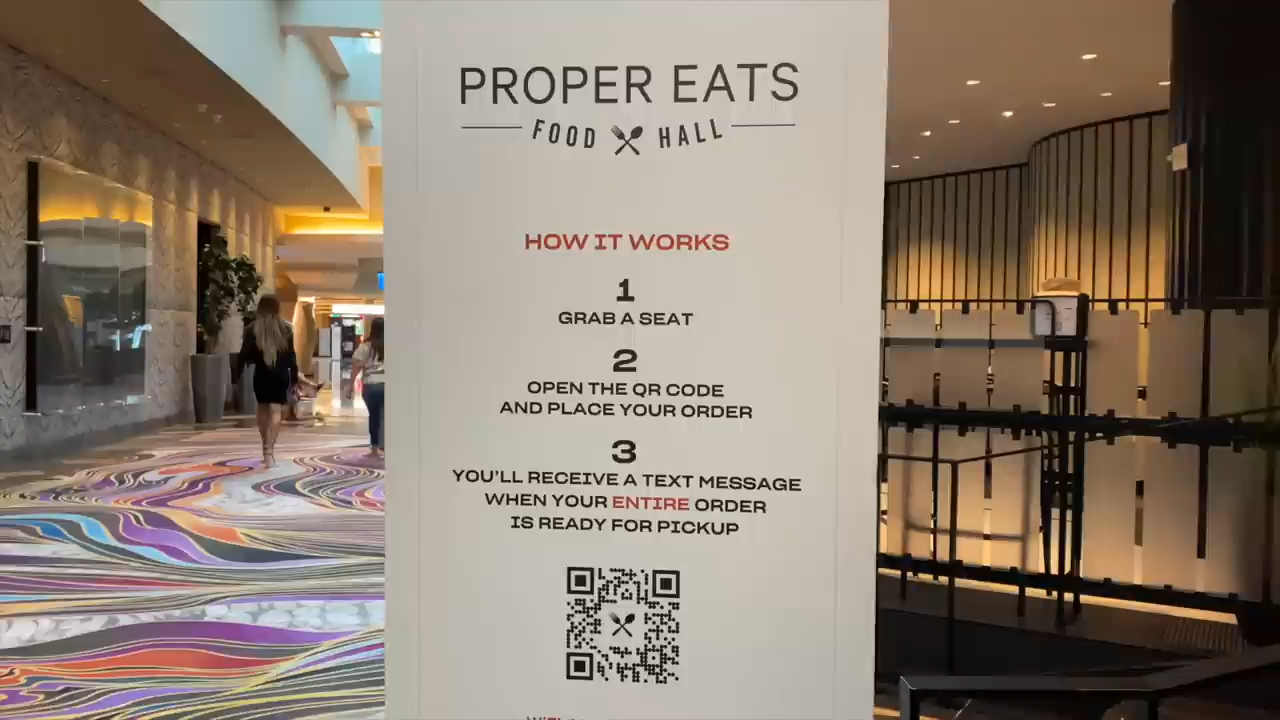 PROPER EATS
FOOD HALL
HOW IT WORKS
1
GRAB A SEAT
2
OPEN THE QR CODE
AND PLACE YOUR ORDER
3
YOU'LL RECEIVE A TEXT MESSAGE
WHEN YOUR ENTIRE ORDER
IS READY FOR PICKUP